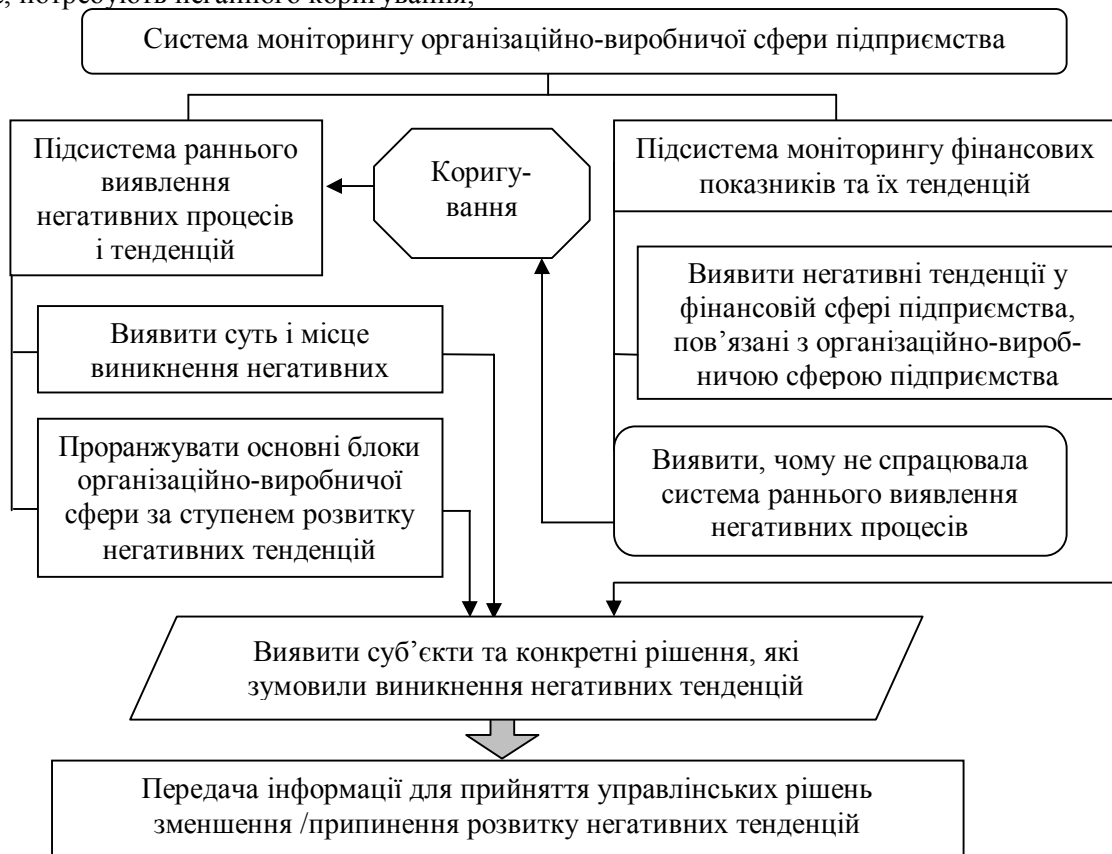 потребують негайного коригування,
Система моніторингу організаційно-виробничої сфери підприємства
Підсистема раннього
виявлення
негативних процесів
і тенденцій
Коригу-
вання
Підсистема моніторингу фінансових
показників та їх тенденцій
Виявити негативні тенденції у
фінансовій сфері підприємства,
пов’язані з організаційно-вироб-
ничою сферою підприємства
Виявити суть і місце
виникнення негативних
Проранжувати основні блоки
організаційно-виробничої
сфери за ступенем розвитку
негативних тенденцій
Виявити, чому не спрацювала
система раннього виявлення
негативних процесів
Виявити суб’єкти та конкретні рішення, які
зумовили виникнення негативних тенденцій
Передача інформації для прийняття управлінських рішень
зменшення /припинення розвитку негативних тенденцій